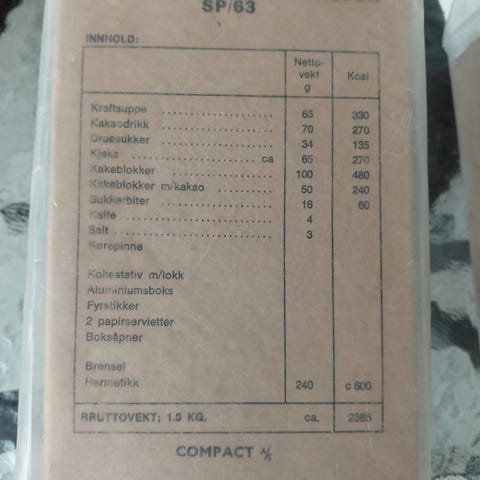 SP/63
INNHOLD:
Netto-
vekt
g
Kcal
Kraftsuppe .................... 65 330
Kakaodrikk .................... 70 270
Druesukker .................... 34 135
Kjeks .................... ca 65 270
Kakeblokker .................... 100 480
Kakeblokker m/kakao .................... 50 240
Sukkerbiter .................... 16 60
Kaffe .................... 4
Salt .................... 3
Rørepinne
Kokestativ m/lokk
Aluminiumsboks
Fyrstikker
2 papirservietter
Boksåpner
Brensel
Hermetikk 240 c 800
BRUTTOVEKT: 1.0 KG. ca. 2385
COMPACT A/S